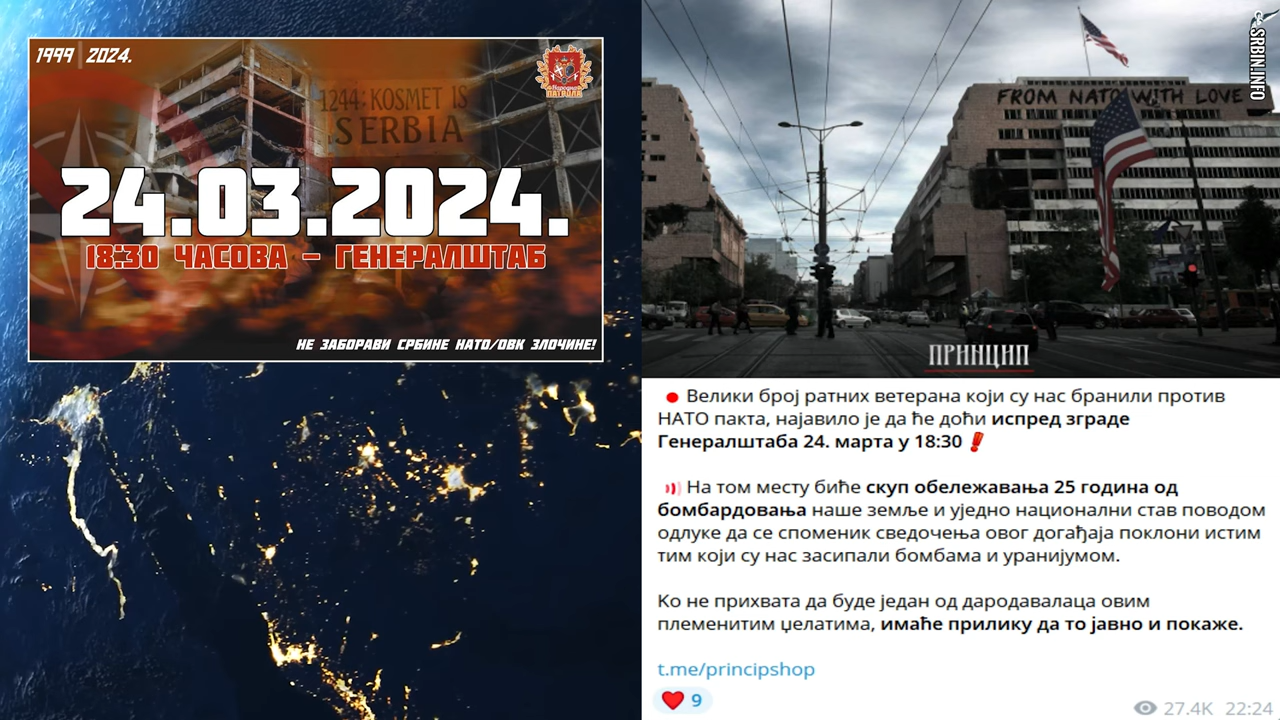 1999 2024.
Народна
ПАТРОЛА
1244: KOSMET IS
SERBIA
24.03.2024.
18:30 ЧАСОВА – ГЕНЕРАЛШТАБ
НЕ ЗАБОРАВИ СРБИНЕ НАТО/ОВК ЗЛОЧИНЕ!
SRBIN.INFO
FROM NATO WITH LOVE
ПРИНЦИП
Велики број ратних ветерана који су нас бранили против
НАТО пакта, најавило је да ће доћи испред зграде
Генералштаба 24. марта у 18:30❗
На том месту биће скуп обележавања 25 година од
бомбардовања наше земље и уједно национални став поводом
одлуке да се споменик сведочења овог догађаја поклони истим
тим који су нас засипали бомбама и уранијумом.
Ко не прихвата да буде један од дародавалаца овим
племенитим џелатима, имаће прилику да то јавно и покаже.
t.me/principshop
❤ 9
27.4K 22:24